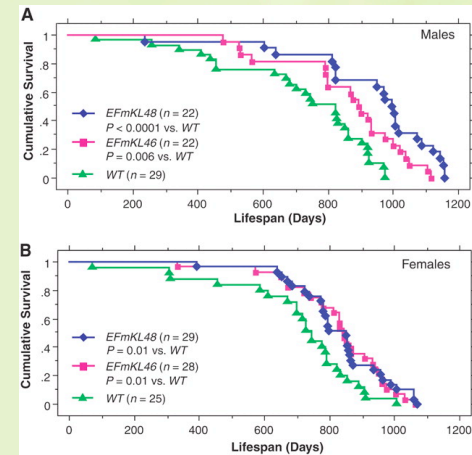 A
Males
Cumulative Survival
1
.8
.6
.4
.2
0
EFmKL48 (n = 22)
P < 0.0001 vs. WT
EFmKL46 (n = 22)
P = 0.006 vs. WT
WT (n = 29)
0 200 400 600 800 1000 1200
Lifespan (Days)
B
Females
Cumulative Survival
1
.8
.6
.4
.2
0
EFmKL48 (n = 29)
P = 0.01 vs. WT
EFmKL46 (n = 28)
P = 0.01 vs. WT
WT (n = 25)
0 200 400 600 800 1000 1200
Lifespan (Days)